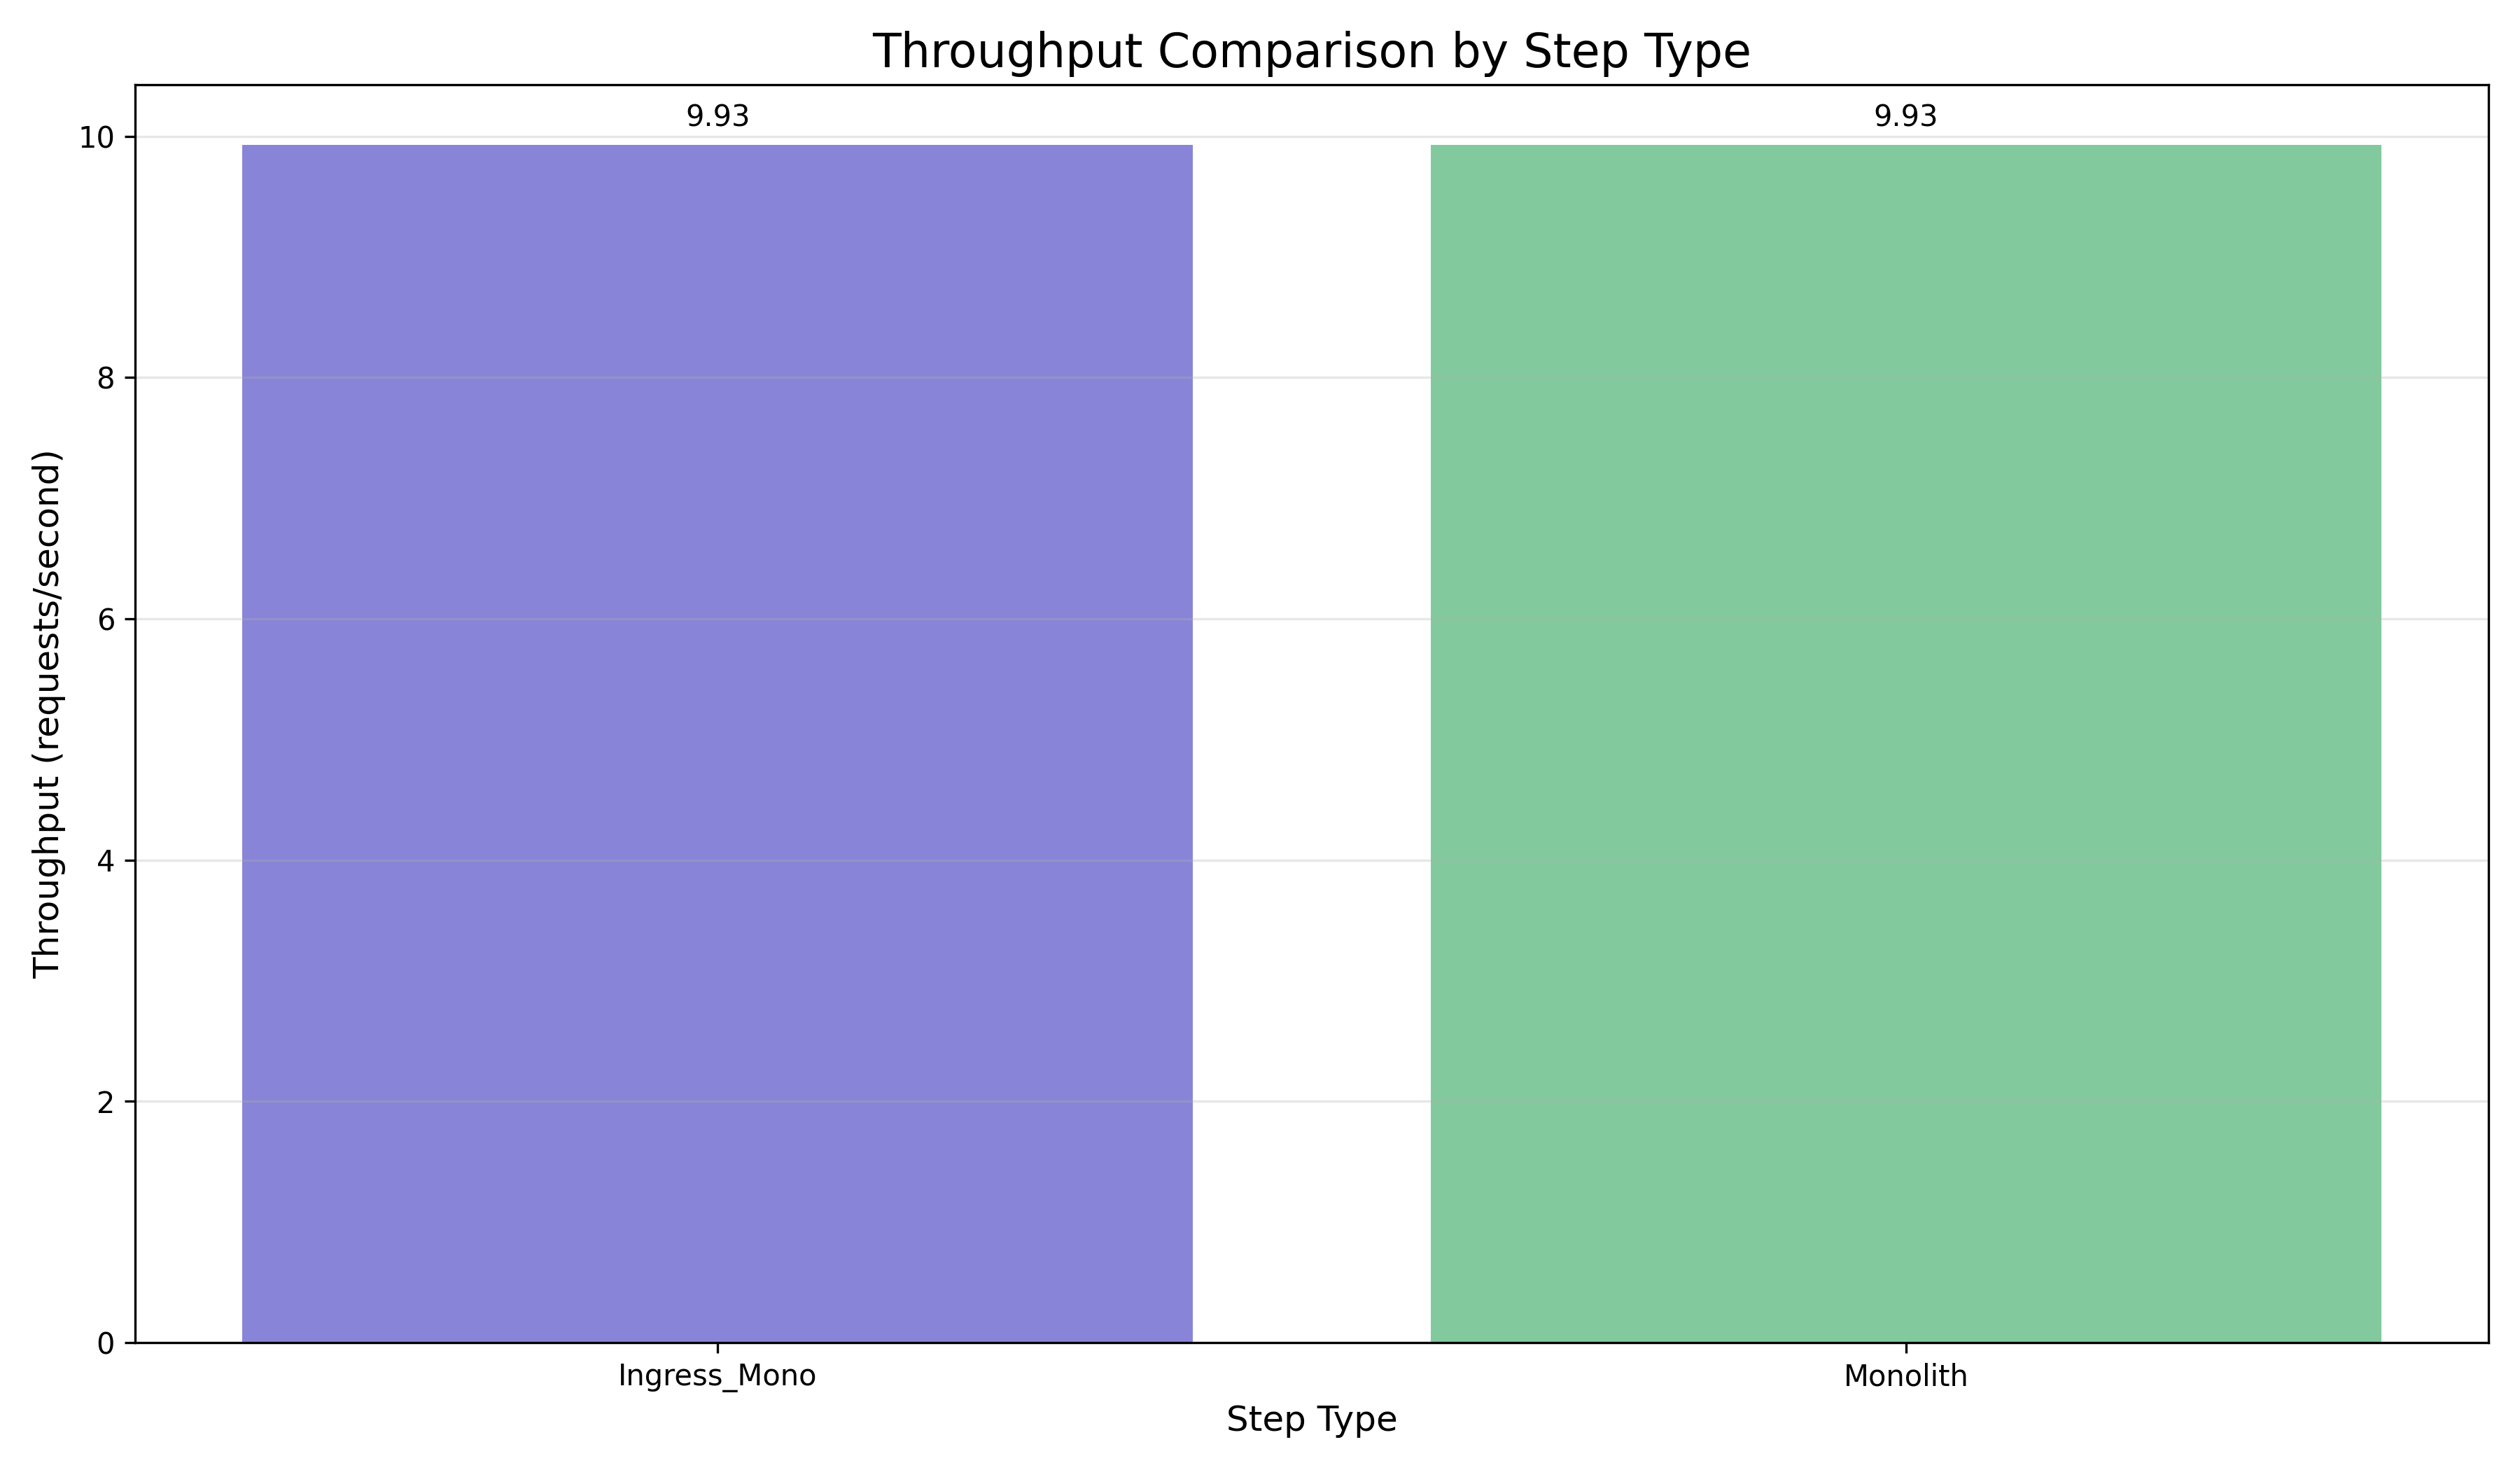 Throughput Comparison by Step Type
9.93
9.93
10
8
6
4
2
0
Throughput (requests/second)
Ingress_Mono
Monolith
Step Type